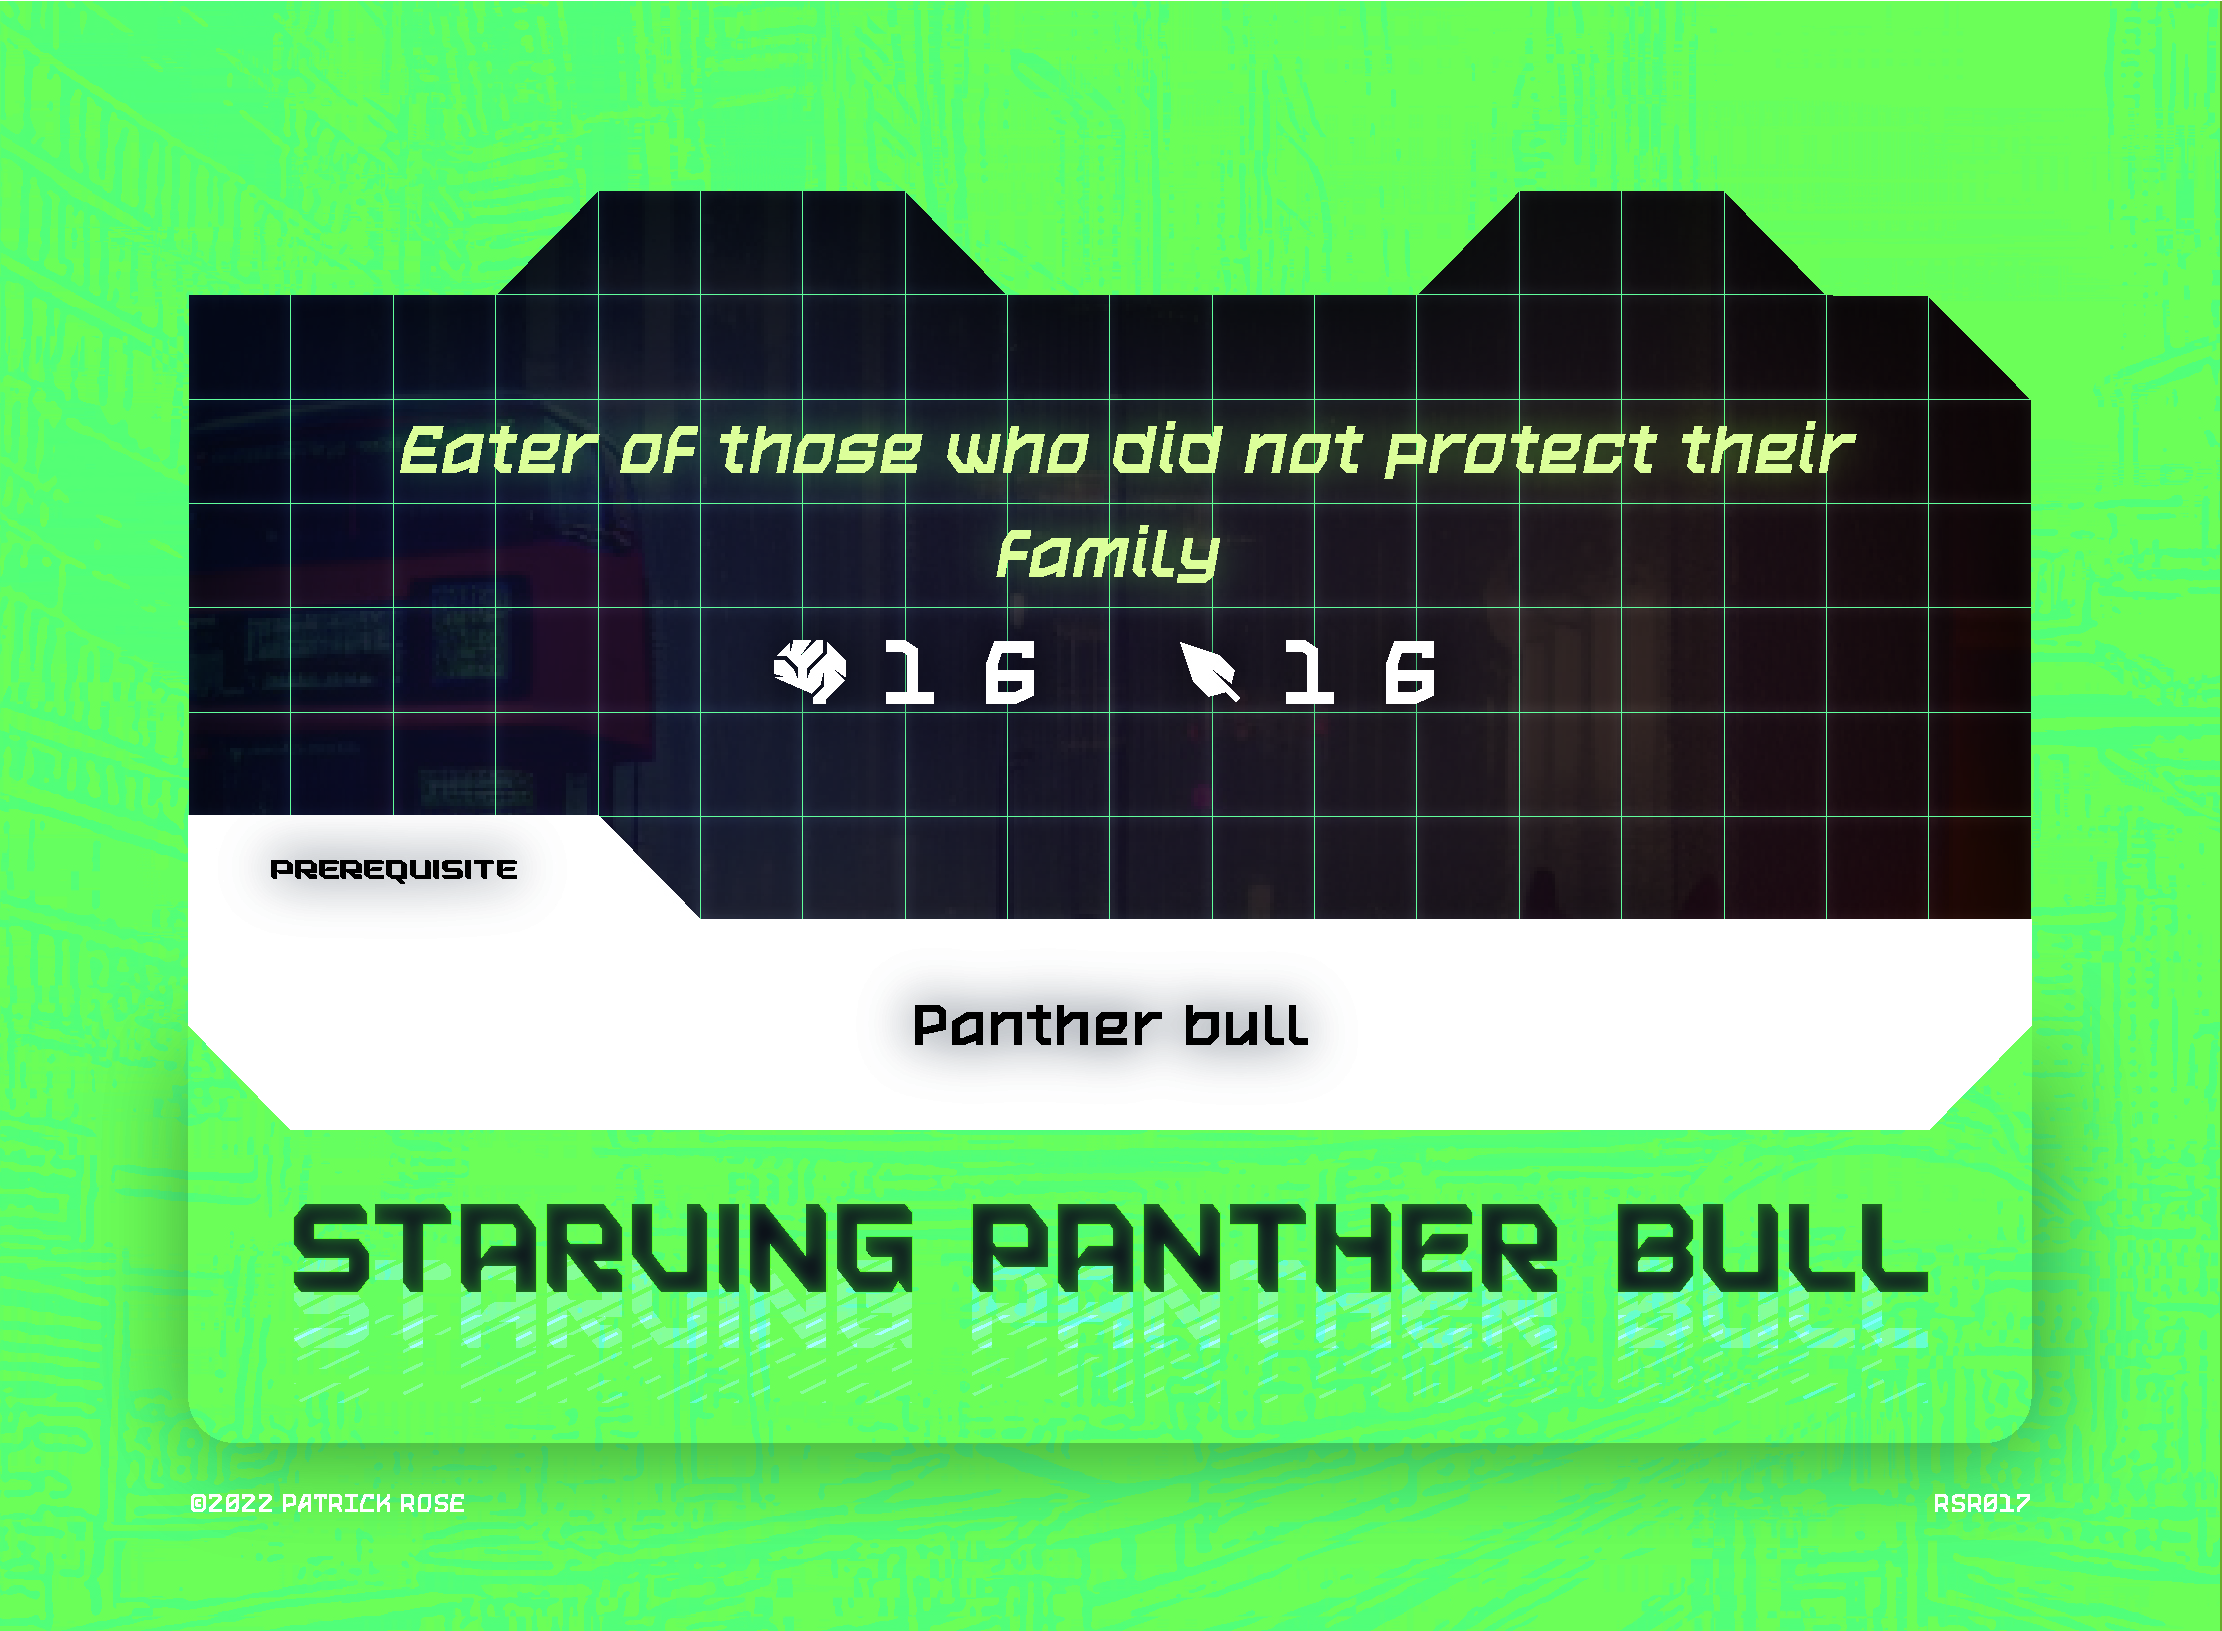 Eater of those who did not protect their
family
16 16
PREREQUISITE
Panther bull
STARVING PANTHER BULL
©2022 PATRICK ROSE
RSR017